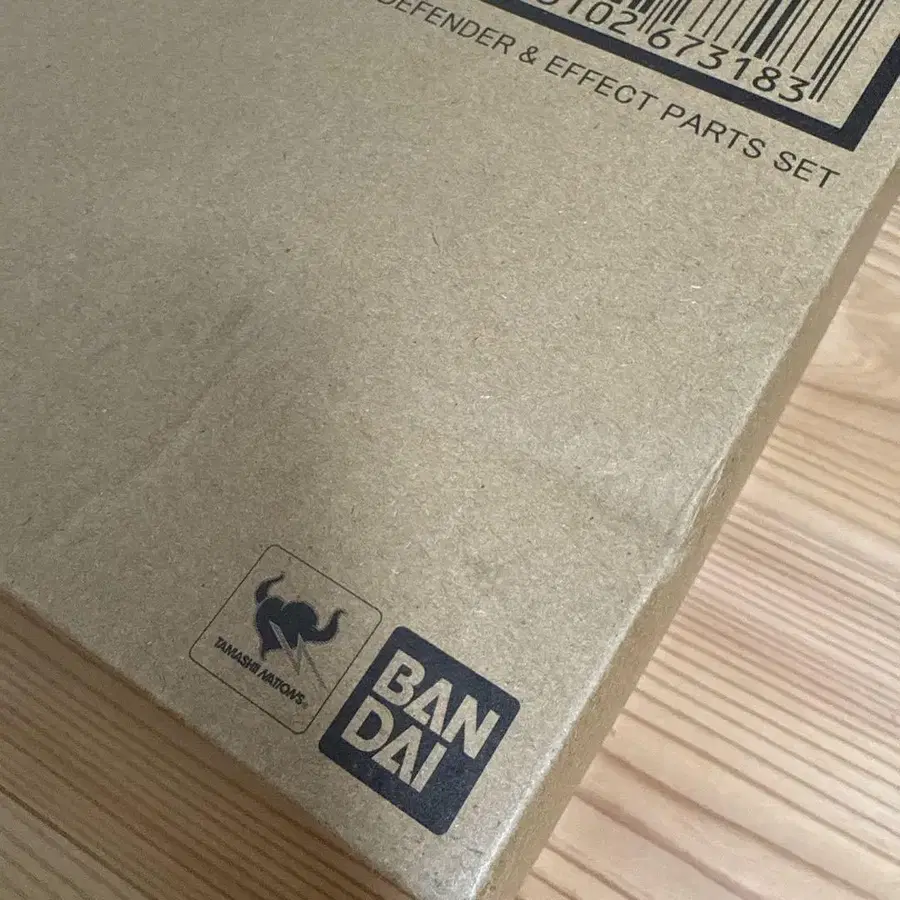 0102 673183
DEFENDER & EFFECT PARTS SET
TAMASHII NATIONS
BAN
DAI